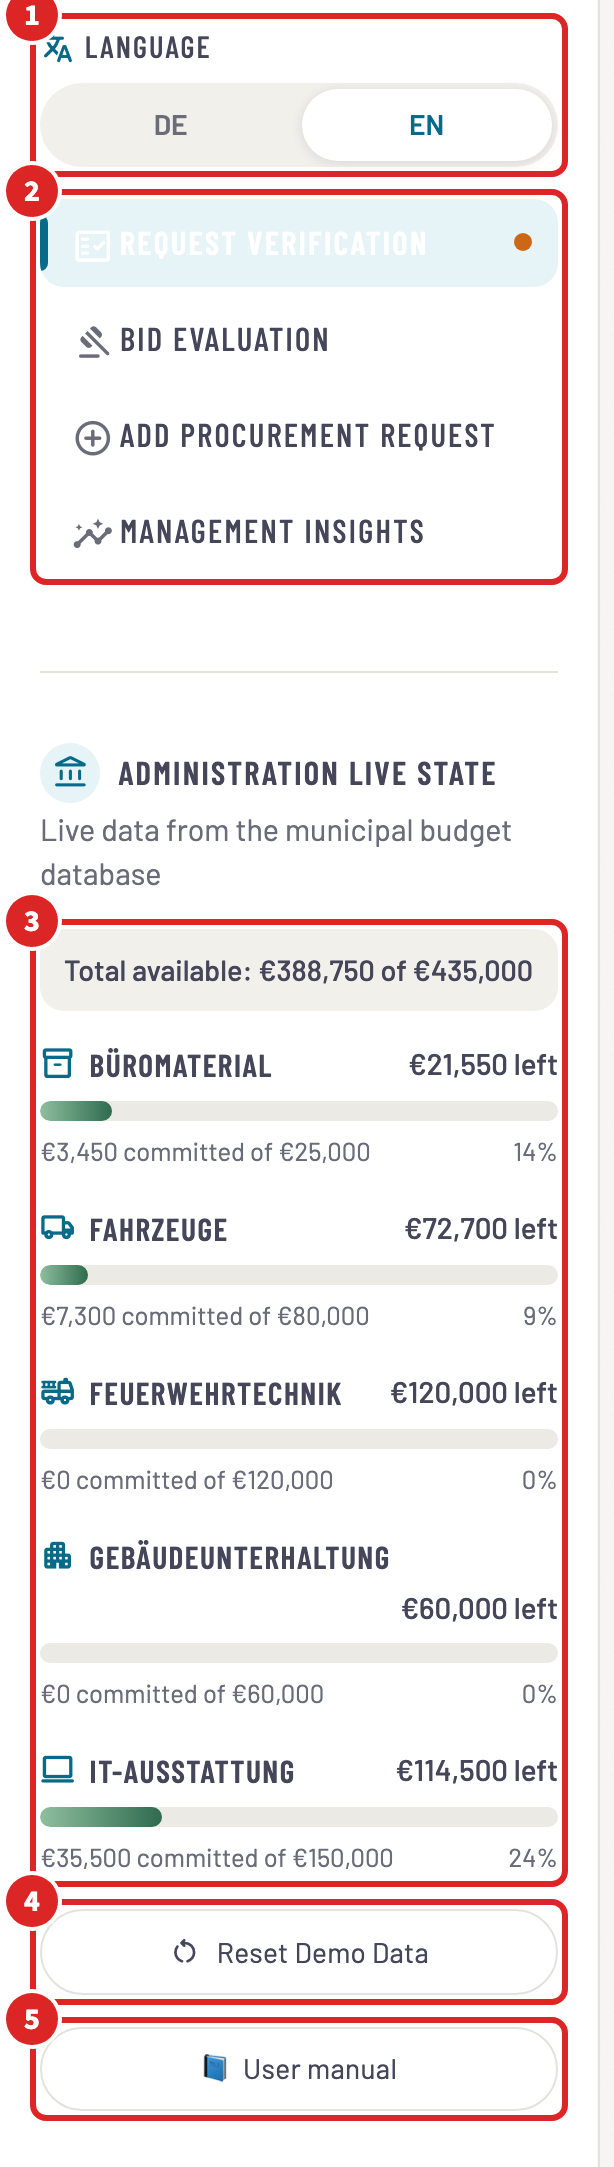 1
LANGUAGE
DE EN
2
REQUEST VERIFICATION
BID EVALUATION
ADD PROCUREMENT REQUEST
MANAGEMENT INSIGHTS
ADMINISTRATION LIVE STATE
Live data from the municipal budget
database
3
Total available: €388,750 of €435,000
BÜROMATERIAL €21,550 left
€3,450 committed of €25,000 14%
FAHRZEUGE €72,700 left
€7,300 committed of €80,000 9%
FEUERWEHRTECHNIK €120,000 left
€0 committed of €120,000 0%
GEBÄUDEUNTERHALTUNG
€60,000 left
€0 committed of €60,000 0%
IT-AUSSTATTUNG €114,500 left
€35,500 committed of €150,000 24%
4
Reset Demo Data
5
User manual